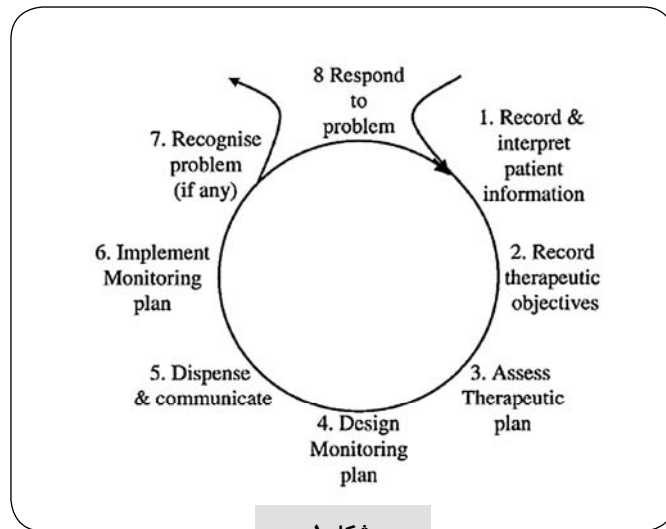 8 Respond
to
problem
1. Record &
interpret
patient
information
2. Record
therapeutic
objectives
3. Assess
Therapeutic
plan
4. Design
Monitoring
plan
5. Dispense
& communicate
6. Implement
Monitoring
plan
7. Recognise
problem
(if any)